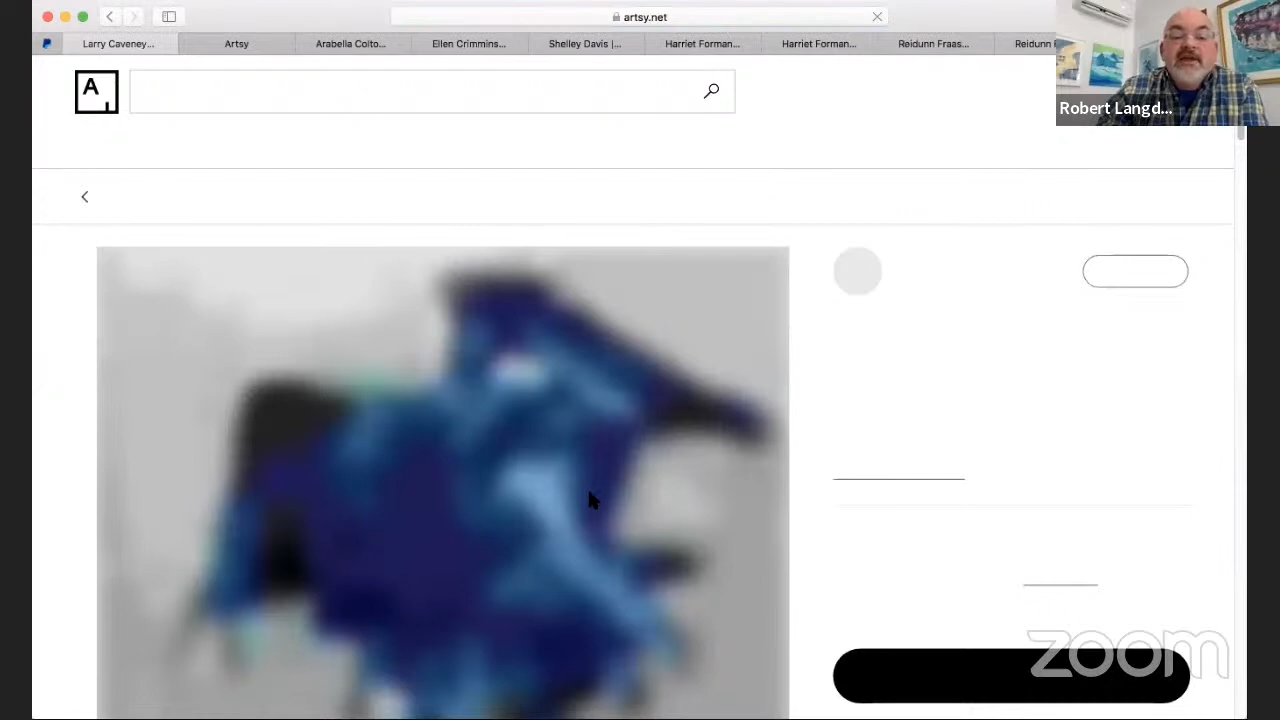 artsy.net
Larry Caveney...
Artsy
Arabella Colto...
Ellen Crimmins...
Shelley Davis |...
Harriet Forman...
Harriet Forman...
Reidunn Fraas...
Reidunn
A
Robert Langd...
zoom